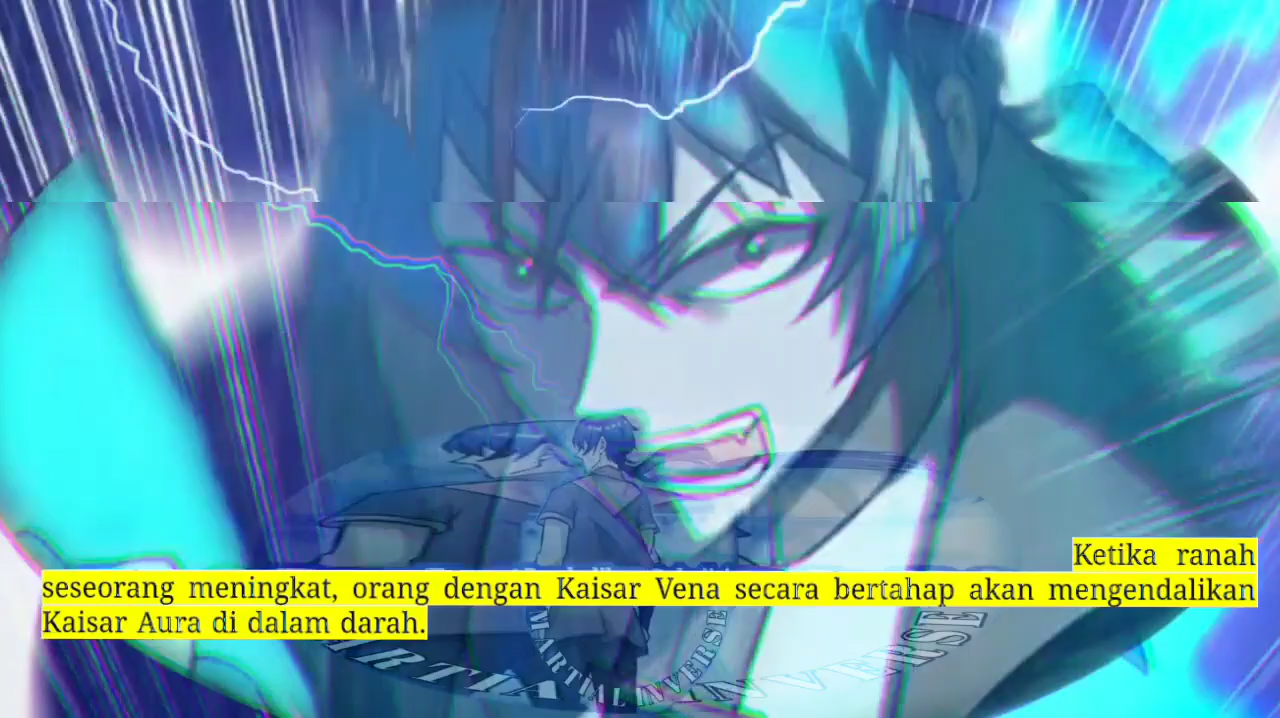 Ketika ranah
seseorang meningkat, orang dengan Kaisar Vena secara bertahap akan mengendalikan
Kaisar Aura di dalam darah.
MARTIAL INVERSE
INVERSE